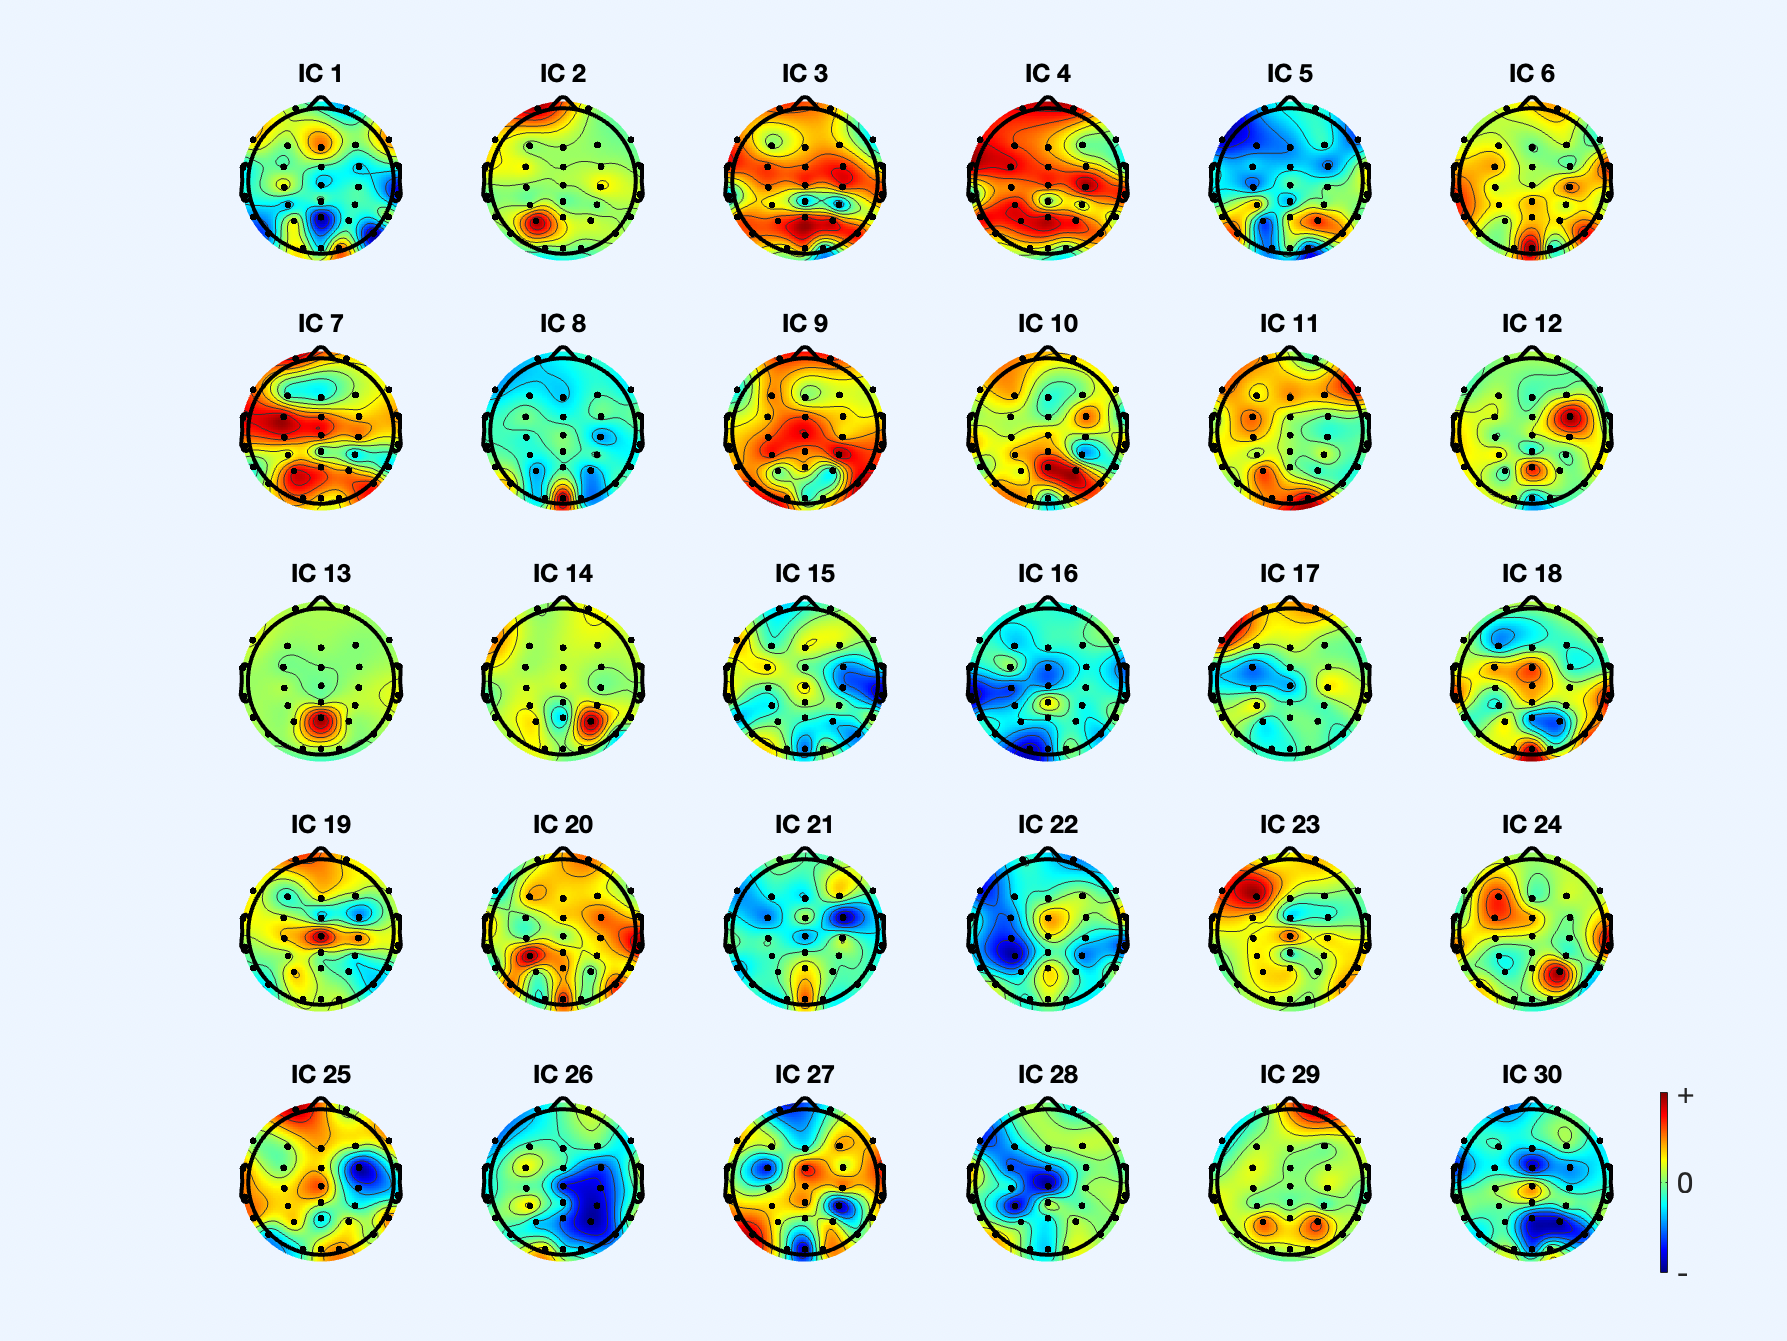 IC 1 IC 2 IC 3 IC 4 IC 5 IC 6
IC 7 IC 8 IC 9 IC 10 IC 11 IC 12
IC 13 IC 14 IC 15 IC 16 IC 17 IC 18
IC 19 IC 20 IC 21 IC 22 IC 23 IC 24
IC 25 IC 26 IC 27 IC 28 IC 29 IC 30
+
0
-